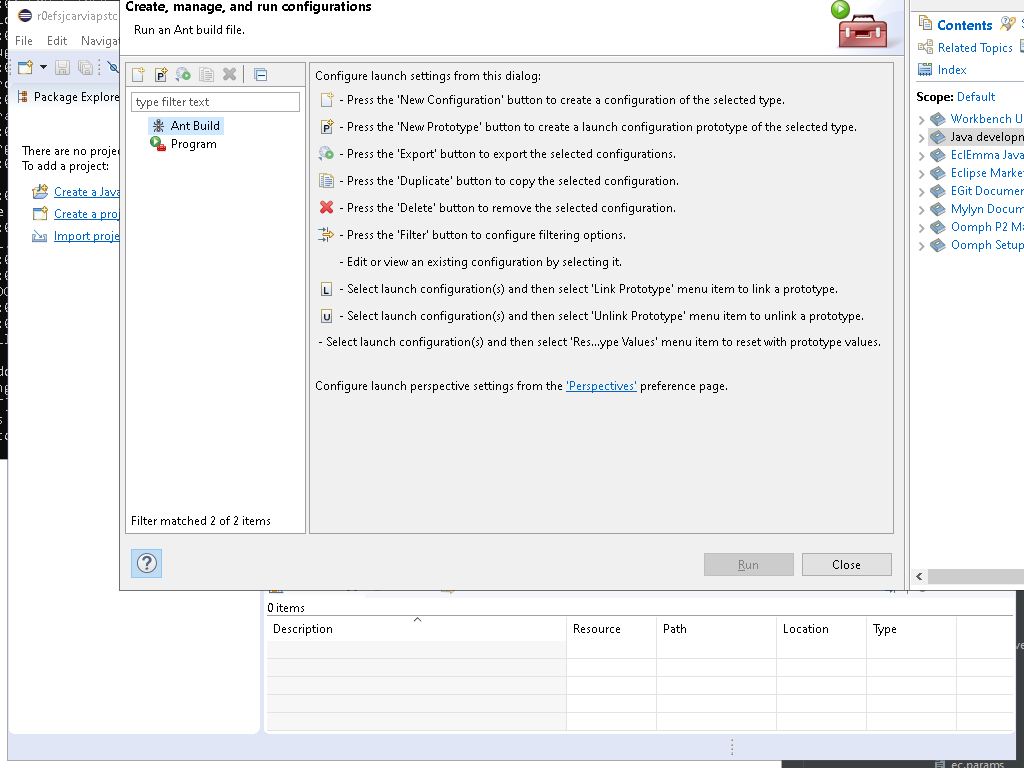 Create, manage, and run configurations
Run an Ant build file.
r0efsjcarviapstc
File Edit Navigat
Package Explore
There are no projec
To add a project:
Create a Java
Create a proj
Import proje
type filter text
Ant Build
Program
Filter matched 2 of 2 items
Configure launch settings from this dialog:
- Press the 'New Configuration' button to create a configuration of the selected type.
- Press the 'New Prototype' button to create a launch configuration prototype of the selected type.
- Press the 'Export' button to export the selected configurations.
- Press the 'Duplicate' button to copy the selected configuration.
- Press the 'Delete' button to remove the selected configuration.
- Press the 'Filter' button to configure filtering options.
- Edit or view an existing configuration by selecting it.
L - Select launch configuration(s) and then select 'Link Prototype' menu item to link a prototype.
U - Select launch configuration(s) and then select 'Unlink Prototype' menu item to unlink a prototype.
- Select launch configuration(s) and then select 'Res...ype Values' menu item to reset with prototype values.
Configure launch perspective settings from the 'Perspectives' preference page.
Run
Close
Contents
Related Topics
Index
Scope: Default
Workbench U
Java developm
EclEmma Java
Eclipse Marke
EGit Documen
Mylyn Docum
Oomph P2 Ma
Oomph Setup
0 items
Description Resource Path Location Type
ec.params